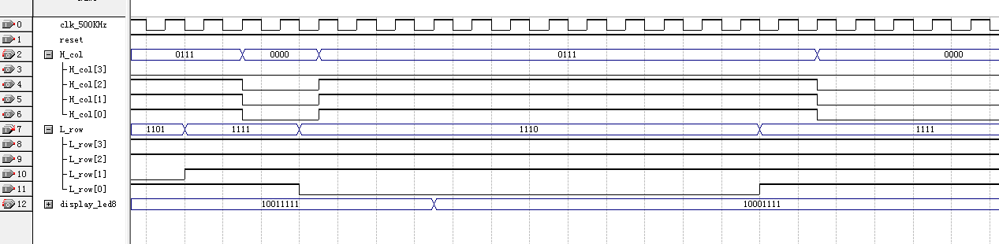 0 clk_500KHz
1 reset
2 H_col 0111 0000 0111 0000
3 H_col[3]
4 H_col[2]
5 H_col[1]
6 H_col[0]
7 L_row 1101 1111 1110 1111
8 L_row[3]
9 L_row[2]
10 L_row[1]
11 L_row[0]
12 display_led8 10011111 10001111